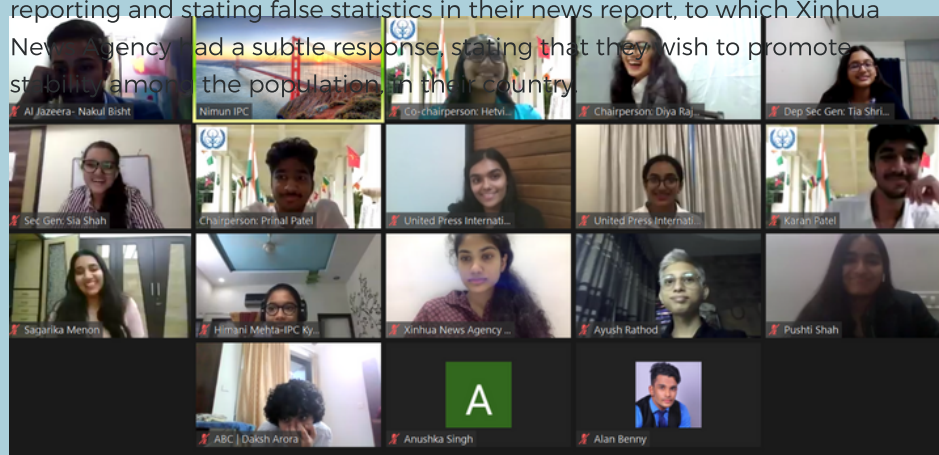 reporting and stating false statistics in their news report, to which Xinhua
News Agency had a subtle response, stating that they wish to promote
stability among the population in their country.
Al Jazeera- Nakul Bisht
Nimun IPC
Co-chairperson: Hetvi...
Chairperson: Diya Raj...
Dep Sec Gen: Tia Shri...
Sec Gen: Sia Shah
Chairperson: Prinal Patel
United Press Internati...
United Press Internati...
Karan Patel
Sagarika Menon
Himani Mehta-IPC Ky...
Xinhua News Agency ...
Ayush Rathod
Pushti Shah
ABC | Daksh Arora
A
Anushka Singh
Alan Benny